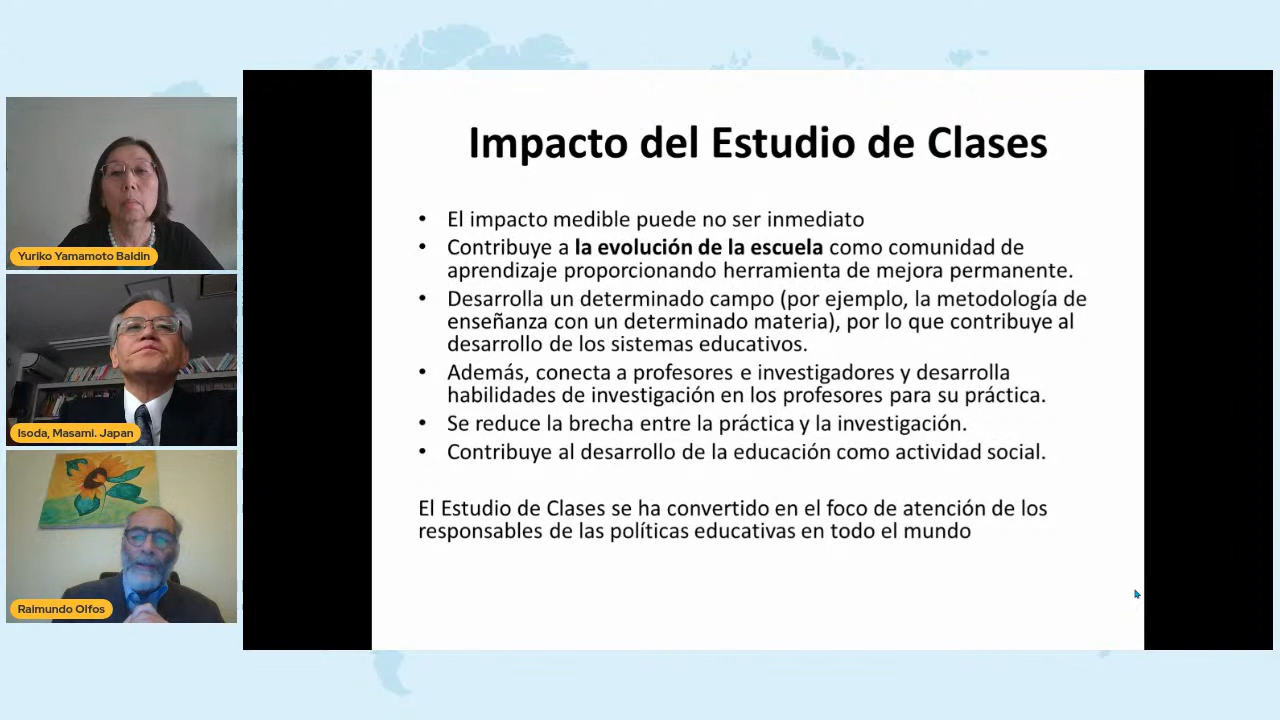 Impacto del Estudio de Clases
• El impacto medible puede no ser inmediato
• Contribuye a la evolución de la escuela como comunidad de
aprendizaje proporcionando herramienta de mejora permanente.
• Desarrolla un determinado campo (por ejemplo, la metodología de
enseñanza con un determinado materia), por lo que contribuye al
desarrollo de los sistemas educativos.
• Además, conecta a profesores e investigadores y desarrolla
habilidades de investigación en los profesores para su práctica.
• Se reduce la brecha entre la práctica y la investigación.
• Contribuye al desarrollo de la educación como actividad social.
El Estudio de Clases se ha convertido en el foco de atención de los
responsables de las políticas educativas en todo el mundo
Yuriko Yamamoto Baldin
Isoda, Masami. Japan
Raimundo Olfos